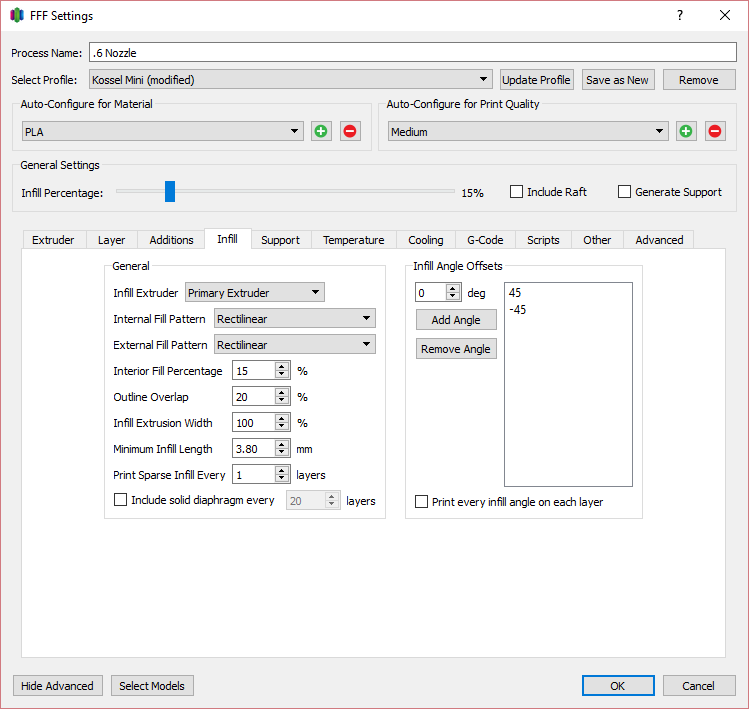 FFF Settings ?
Process Name: .6 Nozzle
Select Profile: Kossel Mini (modified) Update Profile Save as New Remove
Auto-Configure for Material Auto-Configure for Print Quality
PLA Medium
General Settings
Infill Percentage: 15% Include Raft Generate Support
Extruder Layer Additions Infill Support Temperature Cooling G-Code Scripts Other Advanced
General Infill Angle Offsets
Infill Extruder Primary Extruder 0 deg 45
Internal Fill Pattern Rectilinear Add Angle -45
External Fill Pattern Rectilinear Remove Angle
Interior Fill Percentage 15 %
Outline Overlap 20 %
Infill Extrusion Width 100 %
Minimum Infill Length 3.80 mm
Print Sparse Infill Every 1 layers
Include solid diaphragm every 20 layers Print every infill angle on each layer
Hide Advanced Select Models OK Cancel